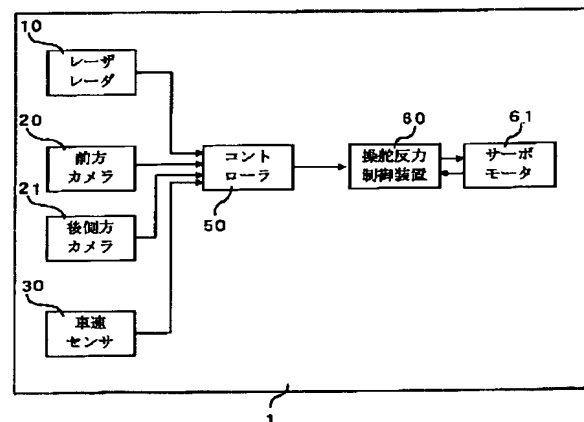 10
レーザ
レーダ
20
前方
カメラ
21
後側方
カメラ
30
車速
センサ
コント
ローラ
50
60
操舵反力
制御装置
61
サーボ
モータ
1